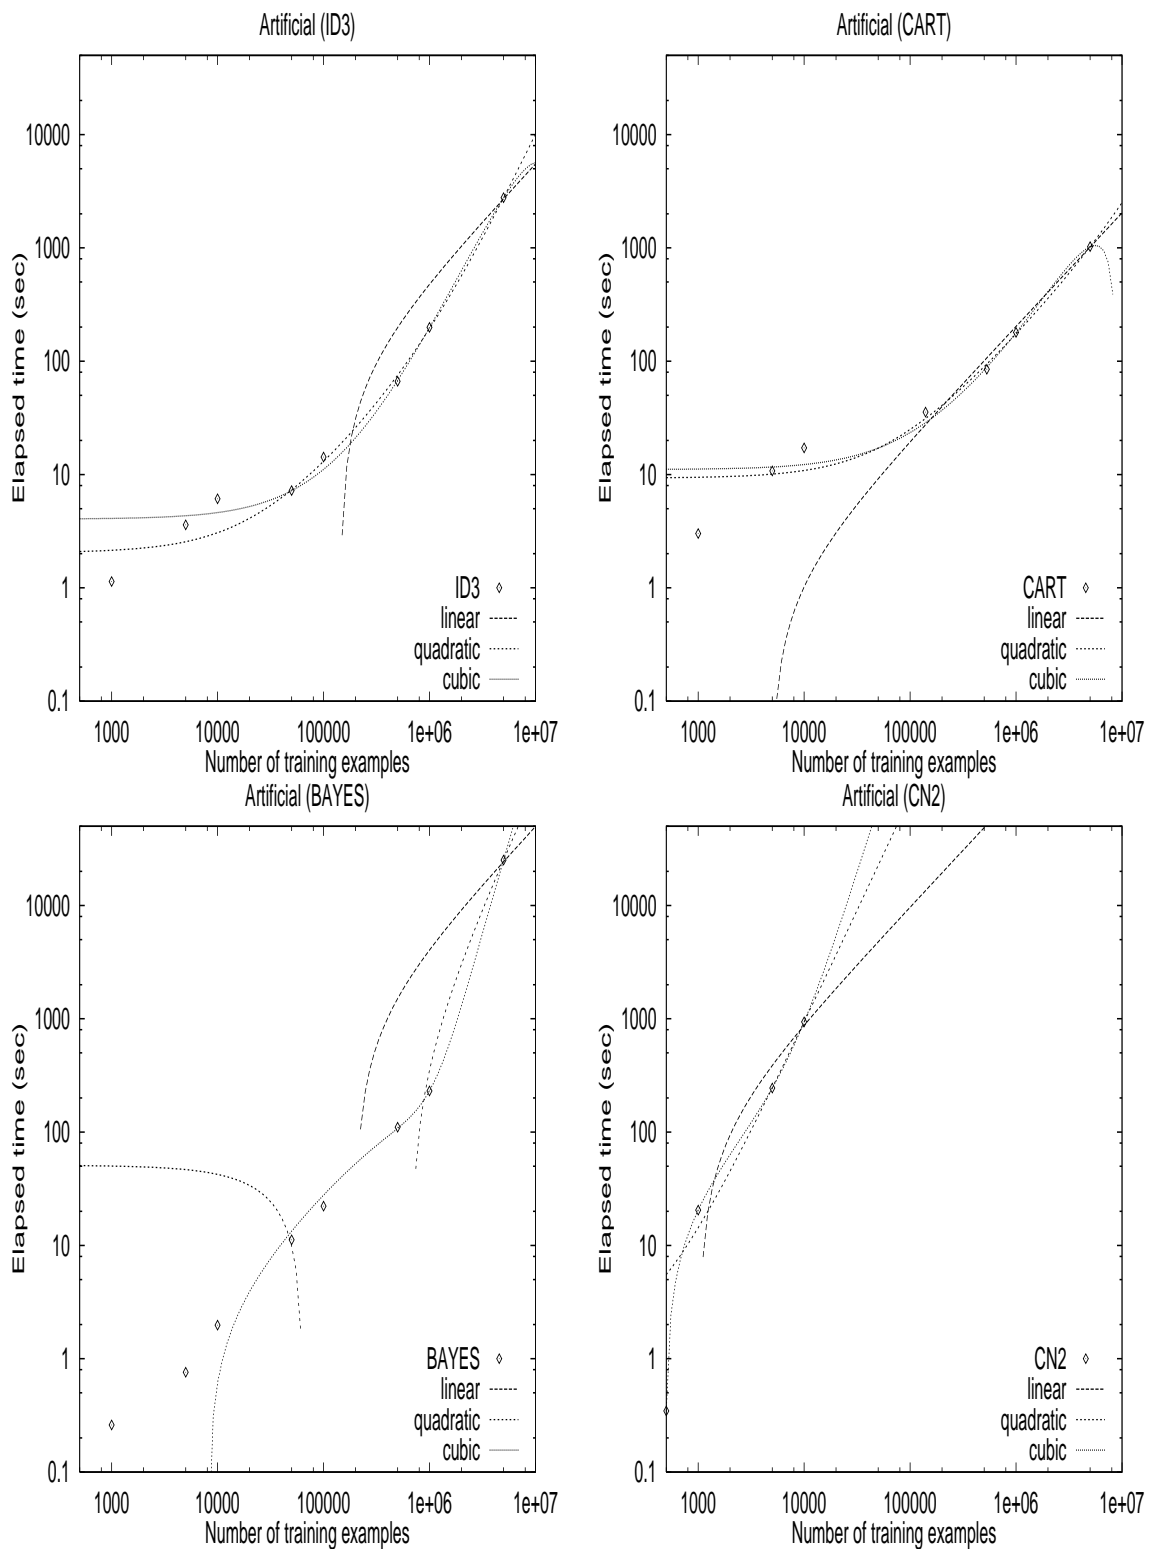 Artificial (ID3)
Elapsed time (sec)
10000
1000
100
10
1
0.1
ID3
linear
quadratic
cubic
1000 10000 100000 1e+06 1e+07
Number of training examples
Artificial (CART)
Elapsed time (sec)
10000
1000
100
10
1
0.1
CART
linear
quadratic
cubic
1000 10000 100000 1e+06 1e+07
Number of training examples
Artificial (BAYES)
Elapsed time (sec)
10000
1000
100
10
1
0.1
BAYES
linear
quadratic
cubic
1000 10000 100000 1e+06 1e+07
Number of training examples
Artificial (CN2)
Elapsed time (sec)
10000
1000
100
10
1
0.1
CN2
linear
quadratic
cubic
1000 10000 100000 1e+06 1e+07
Number of training examples